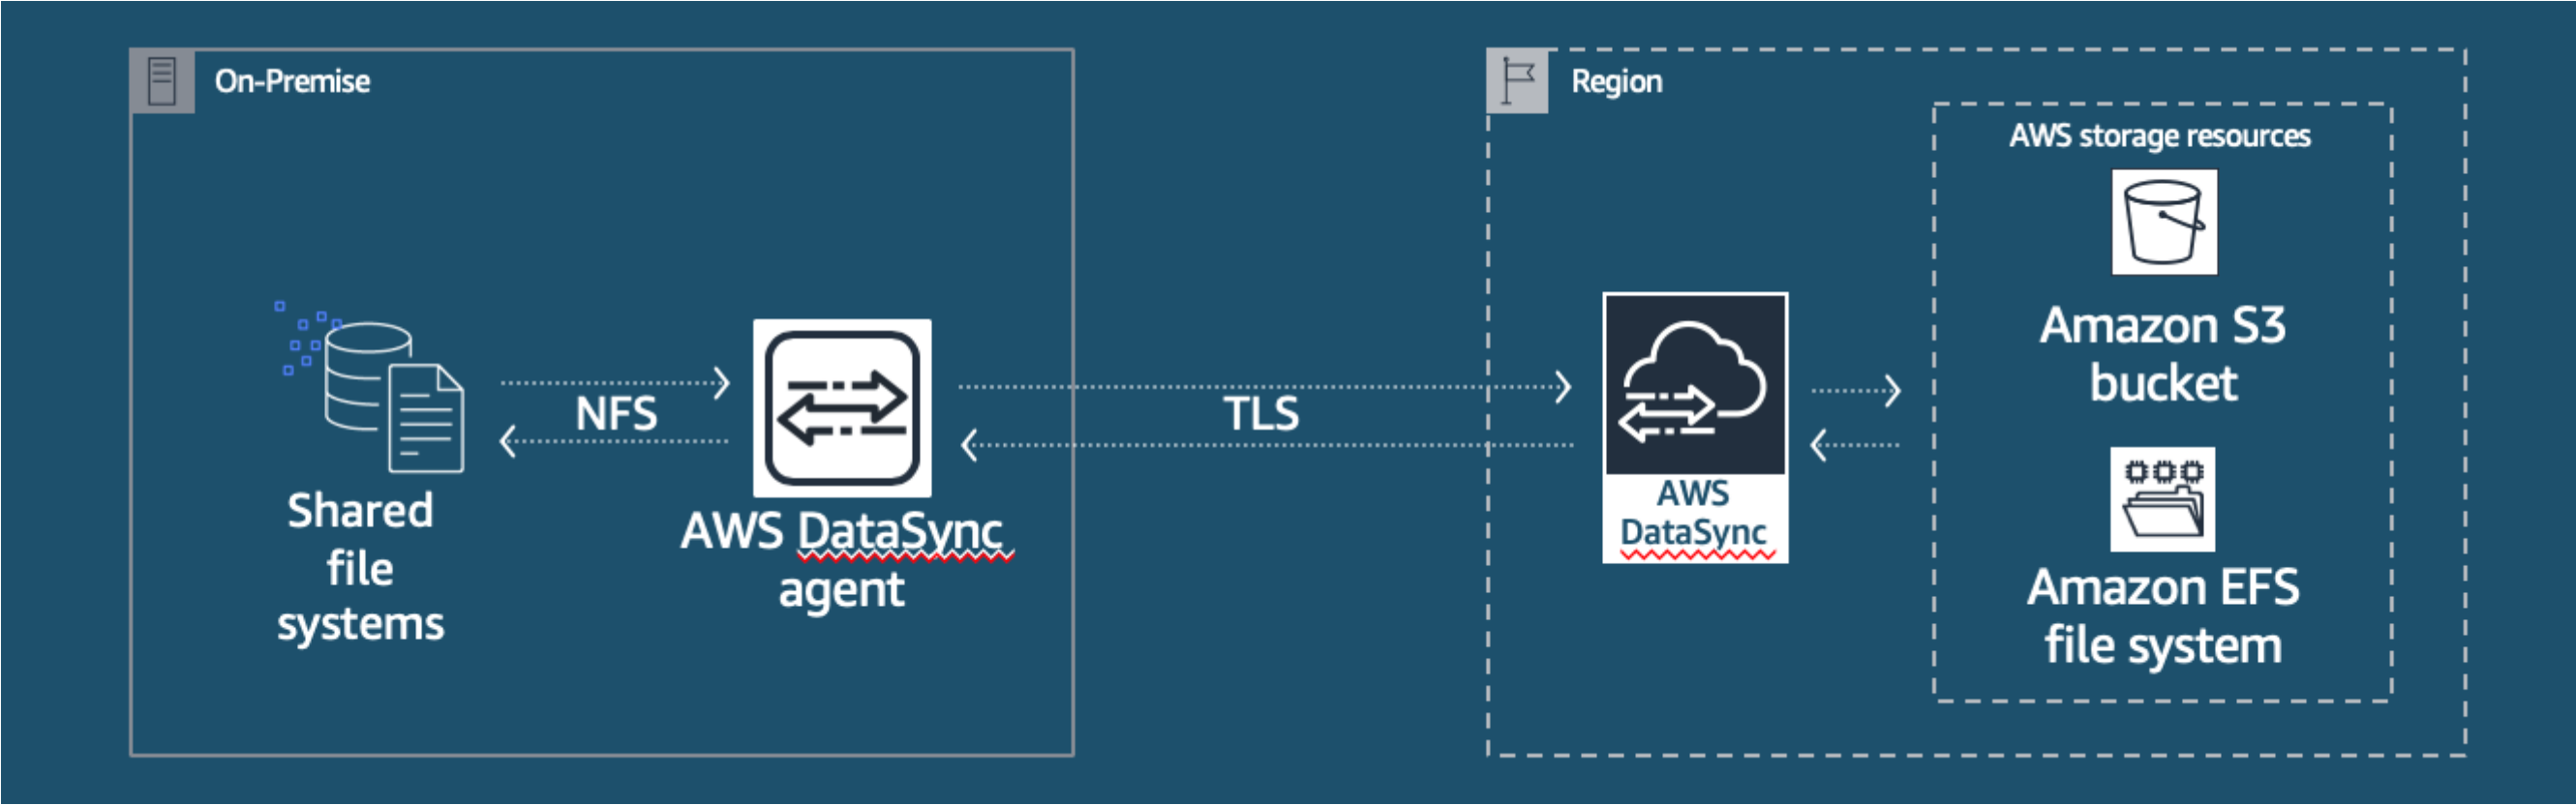 On-Premise
Shared
file
systems
NFS
AWS DataSync
agent
TLS
Region
AWS
DataSync
AWS storage resources
Amazon S3
bucket
Amazon EFS
file system